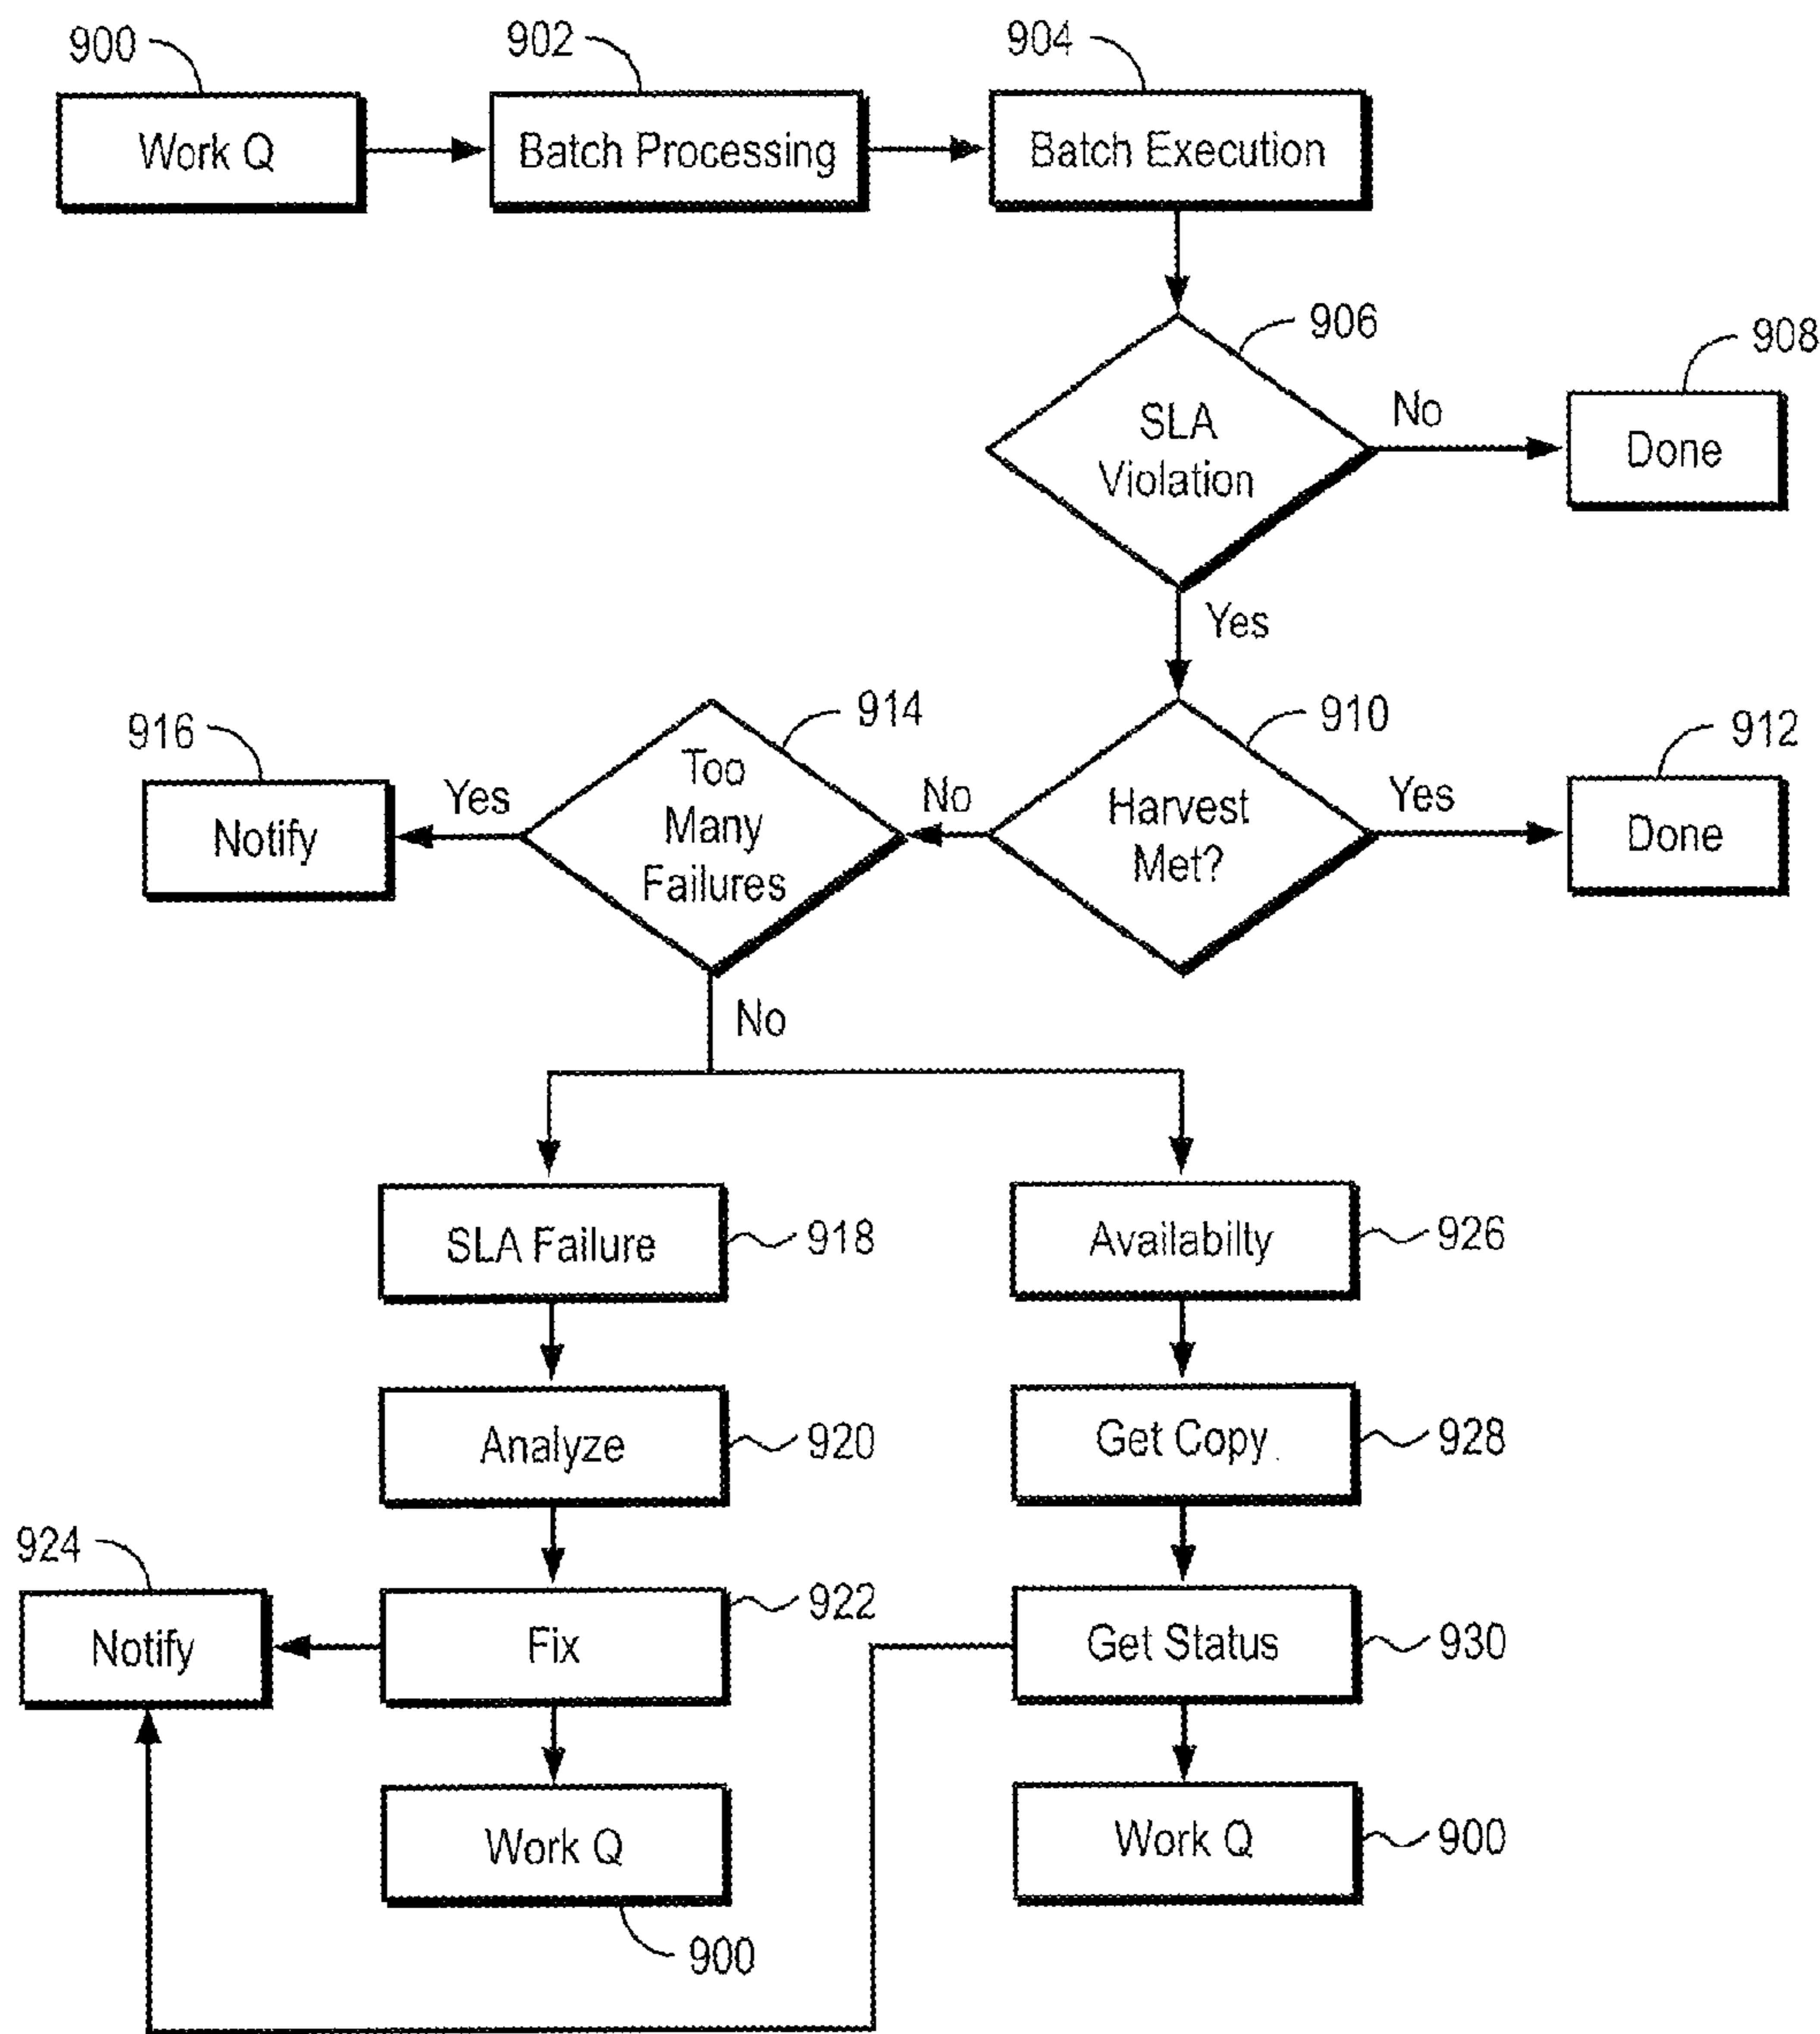 900
902
904
Work Q
Batch Processing
Batch Execution
906
908
SLA
Violation
No
Done
Yes
914
910
916
912
Too
Many
Failures
Yes
Notify
No
Harvest
Met?
Yes
Done
No
SLA Failure
918
Availabilty
926
Analyze
920
Get Copy
928
924
922
Notify
Fix
Get Status
930
Work Q
Work Q
900
900